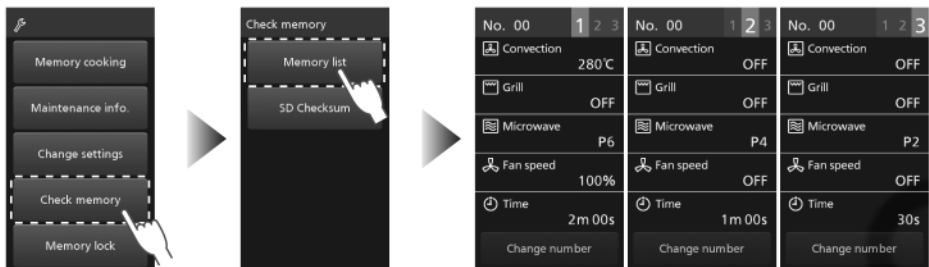 Memory cooking
Maintenance info.
Change settings
Check memory
Memory lock
Check memory
Memory list
SD Checksum
No. 00 1 2 3
Convection
280℃
Grill
OFF
Microwave
P6
Fan speed
100%
Time
2m 00s
Change number
No. 00 1 2 3
Convection
OFF
Grill
OFF
Microwave
P4
Fan speed
OFF
Time
1m 00s
Change number
No. 00 1 2 3
Convection
OFF
Grill
OFF
Microwave
P2
Fan speed
OFF
Time
30s
Change number